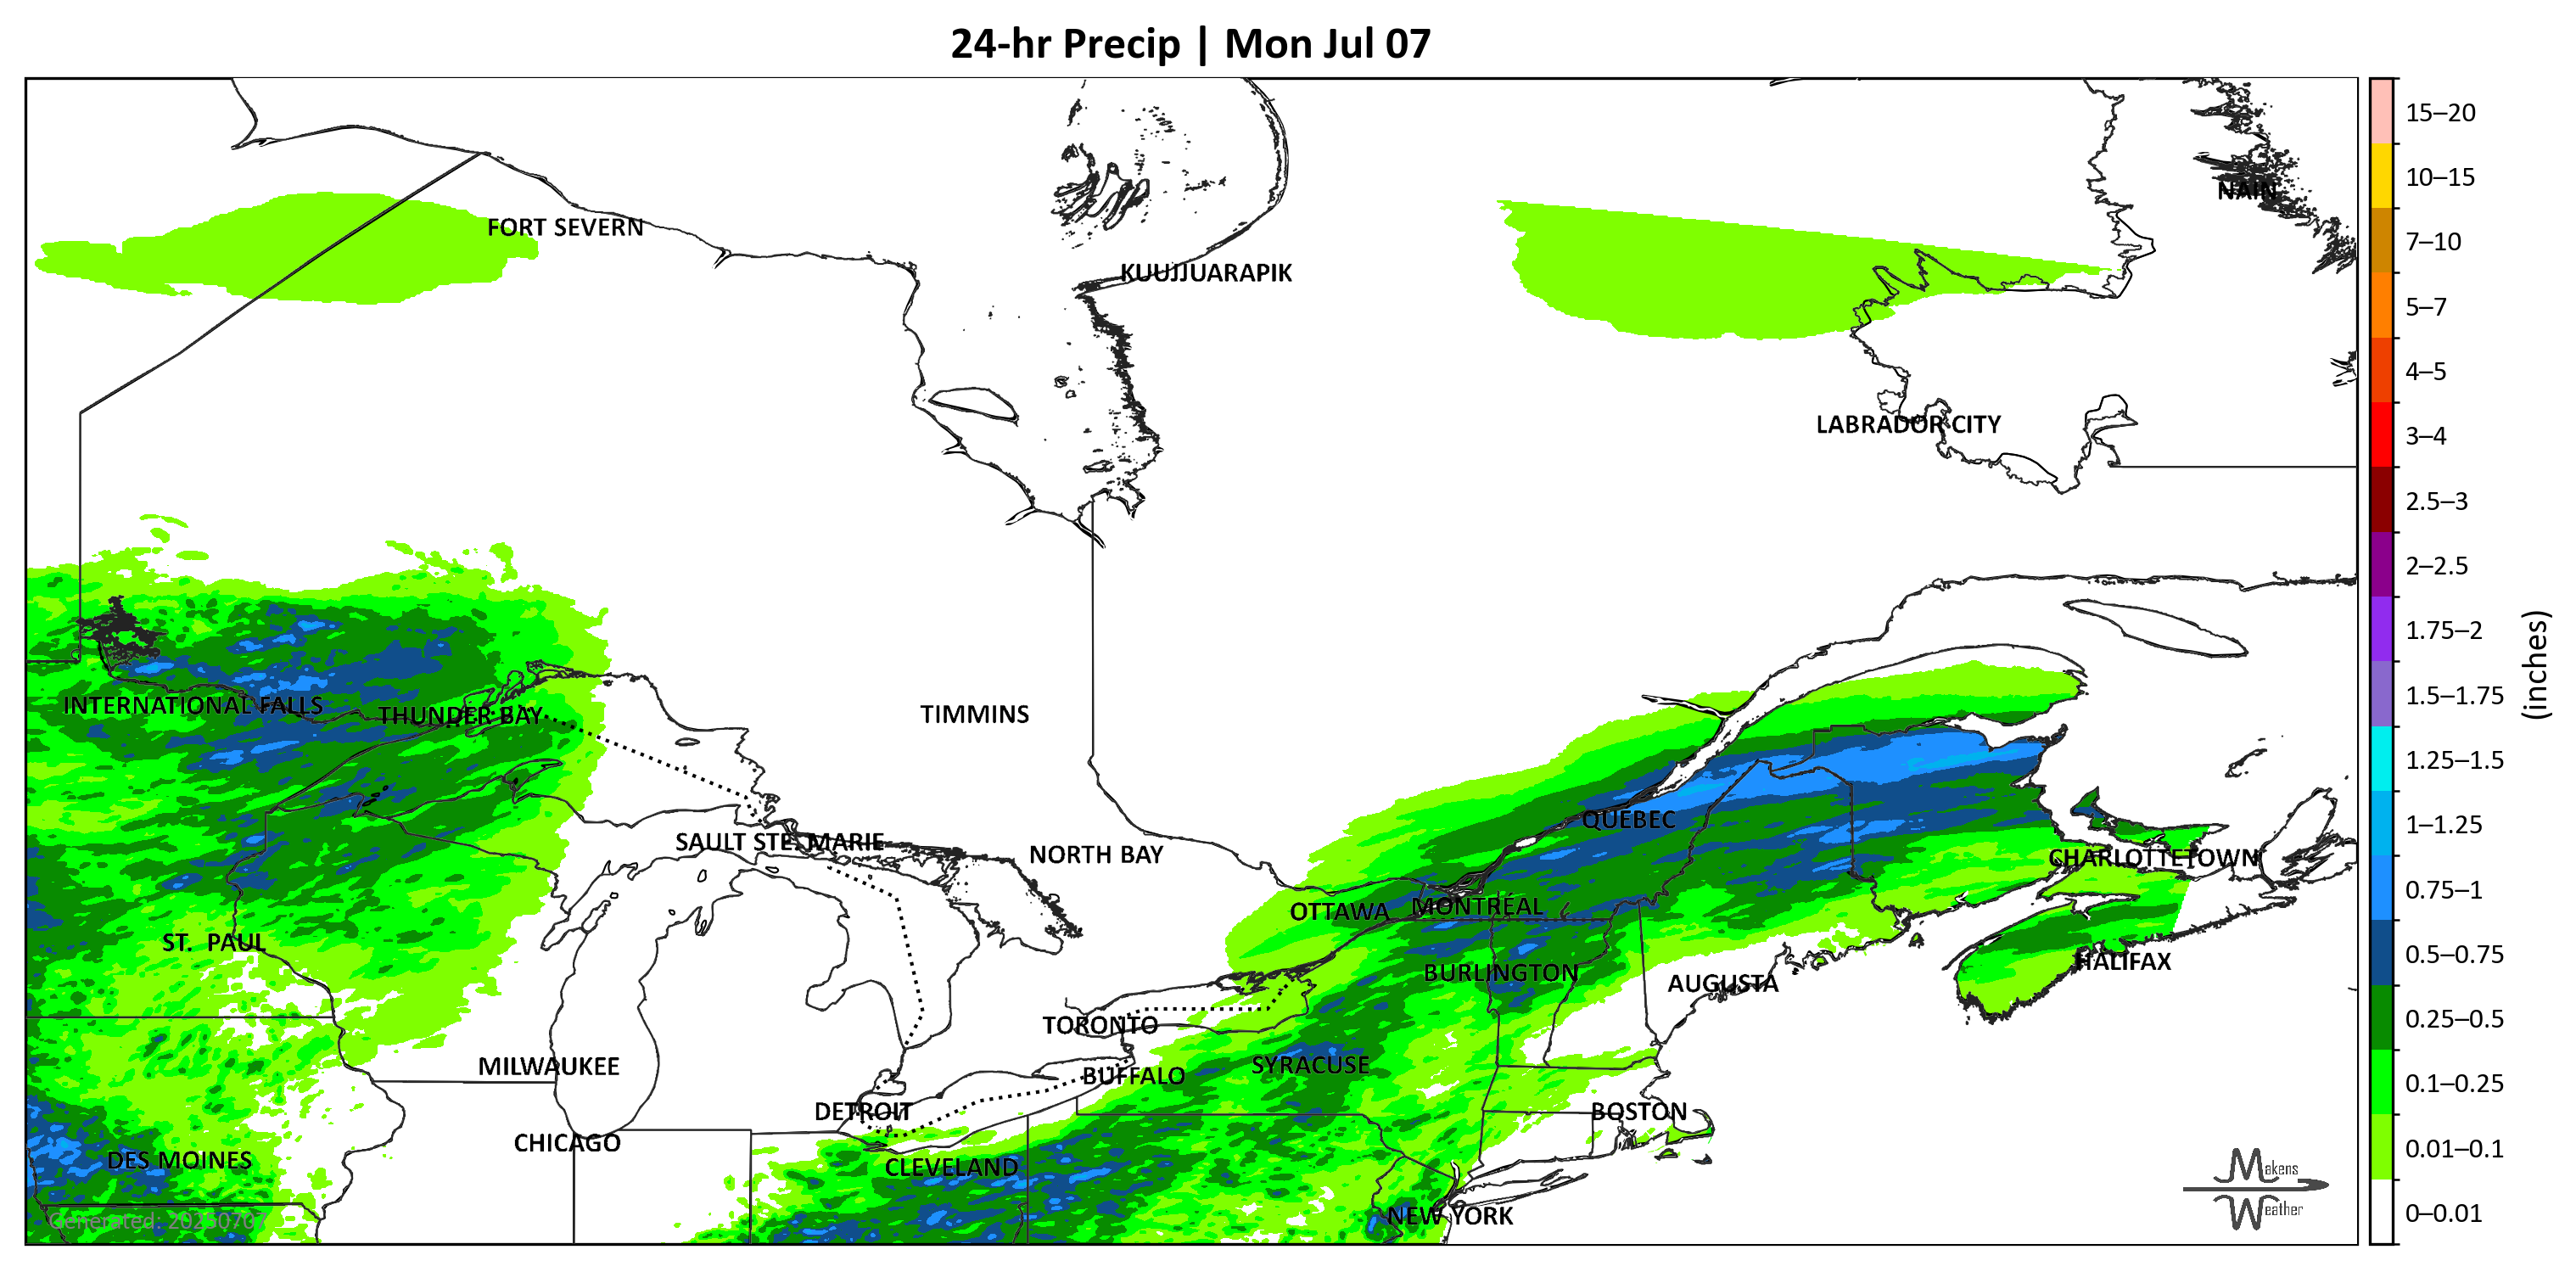 24-hr Precip | Mon Jul 07
NAIN
FORT SEVERN
KUUJJUARAPIK
LABRADOR CITY
INTERNATIONAL FALLS
THUNDER BAY
TIMMINS
QUEBEC
SAULT STE. MARIE
NORTH BAY
CHARLOTTETOWN
OTTAWA
MONTREAL
ST. PAUL
HALIFAX
BURLINGTON
AUGUSTA
TORONTO
SYRACUSE
MILWAUKEE
BUFFALO
DETROIT
BOSTON
CHICAGO
DES MOINES
CLEVELAND
NEW YORK
Generated: 20250707
Makens
Weather
15–20
10–15
7–10
5–7
4–5
3–4
2.5–3
2–2.5
1.75–2
1.5–1.75
1.25–1.5
1–1.25
0.75–1
0.5–0.75
0.25–0.5
0.1–0.25
0.01–0.1
0–0.01
(inches)